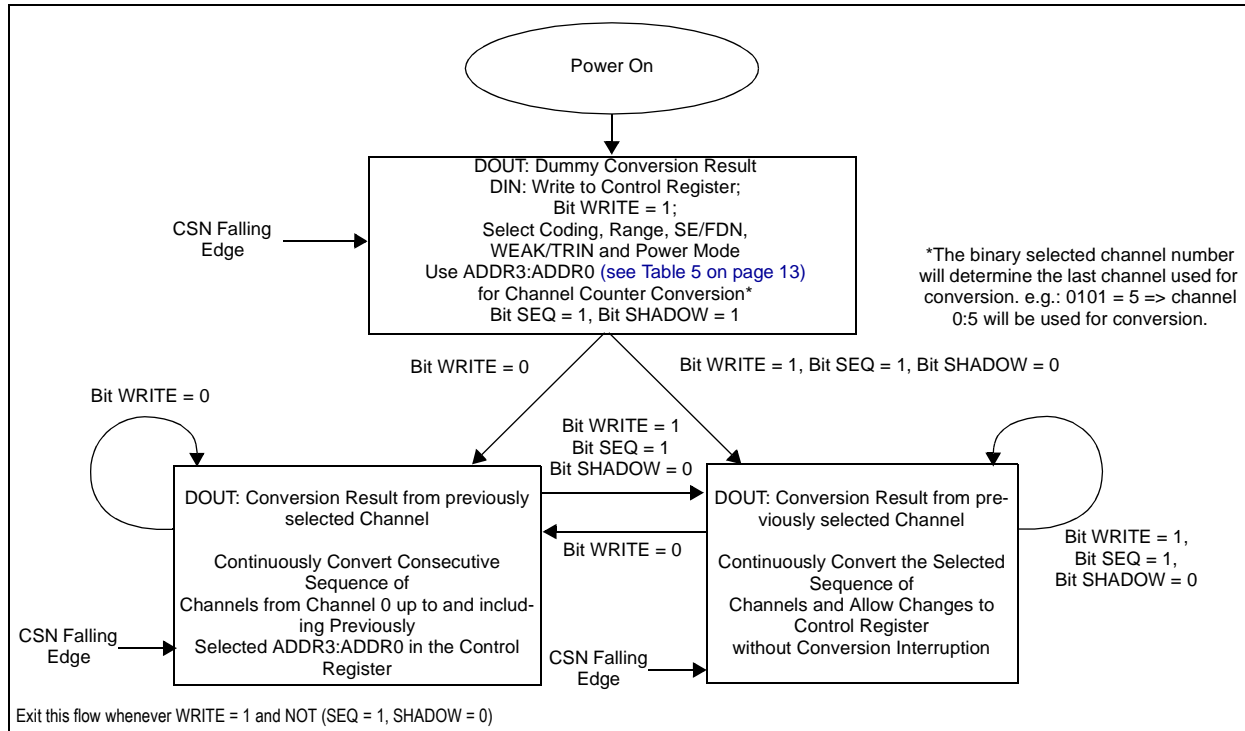 Power On
DOUT: Dummy Conversion Result
DIN: Write to Control Register;
Bit WRITE = 1;
Select Coding, Range, SE/FDN,
WEAK/TRIN and Power Mode
Use ADDR3:ADDR0 (see Table 5 on page 13)
for Channel Counter Conversion*
Bit SEQ = 1, Bit SHADOW = 1
CSN Falling
Edge
*The binary selected channel number
will determine the last channel used for
conversion. e.g.: 0101 = 5 => channel
0:5 will be used for conversion.
Bit WRITE = 0
Bit WRITE = 1, Bit SEQ = 1, Bit SHADOW = 0
Bit WRITE = 0
Bit WRITE = 1
Bit SEQ = 1
Bit SHADOW = 0
DOUT: Conversion Result from previously
selected Channel
Continuously Convert Consecutive
Sequence of
Channels from Channel 0 up to and includ-
ing Previously
Selected ADDR3:ADDR0 in the Control
Register
Bit WRITE = 0
DOUT: Conversion Result from pre-
viously selected Channel
Continuously Convert the Selected
Sequence of
Channels and Allow Changes to
Control Register
without Conversion Interruption
Bit WRITE = 1,
Bit SEQ = 1,
Bit SHADOW = 0
CSN Falling
Edge
CSN Falling
Edge
Exit this flow whenever WRITE = 1 and NOT (SEQ = 1, SHADOW = 0)